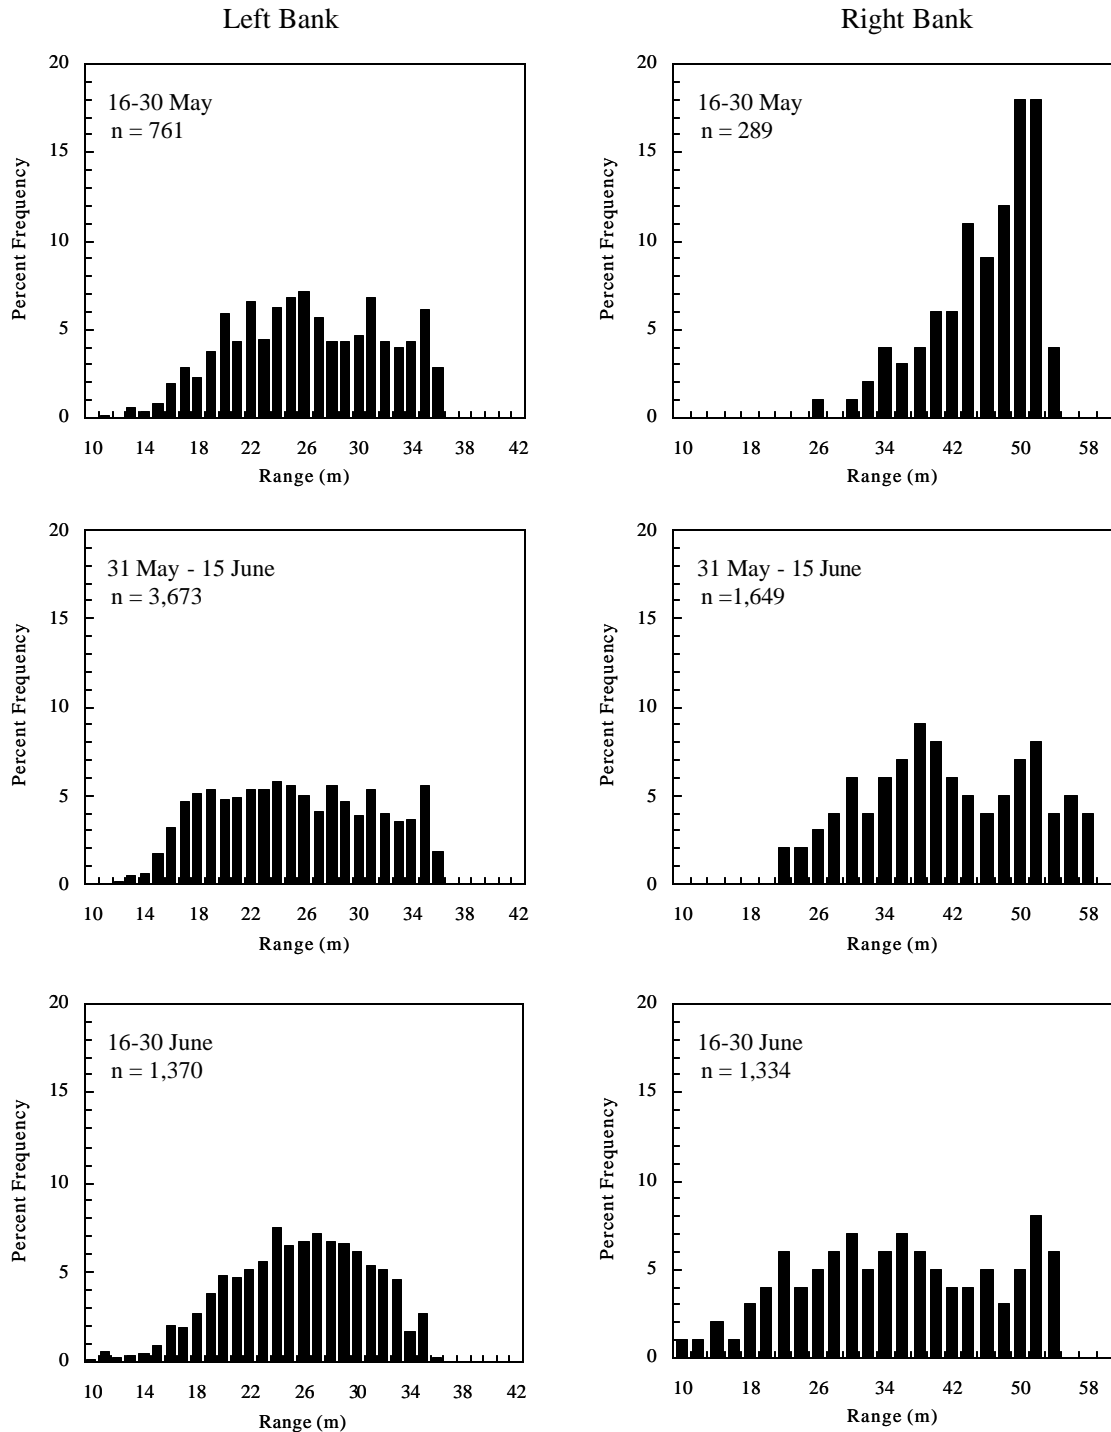 Left Bank
Right Bank
20
15
10
5
0
Percent Frequency
16-30 May
n = 761
10 14 18 22 26 30 34 38 42
Range (m)
20
15
10
5
0
Percent Frequency
16-30 May
n = 289
10 18 26 34 42 50 58
Range (m)
20
15
10
5
0
Percent Frequency
31 May - 15 June
n = 3,673
10 14 18 22 26 30 34 38 42
Range (m)
20
15
10
5
0
Percent Frequency
31 May - 15 June
n =1,649
10 18 26 34 42 50 58
Range (m)
20
15
10
5
0
Percent Frequency
16-30 June
n = 1,370
10 14 18 22 26 30 34 38 42
Range (m)
20
15
10
5
0
Percent Frequency
16-30 June
n = 1,334
10 18 26 34 42 50 58
Range (m)